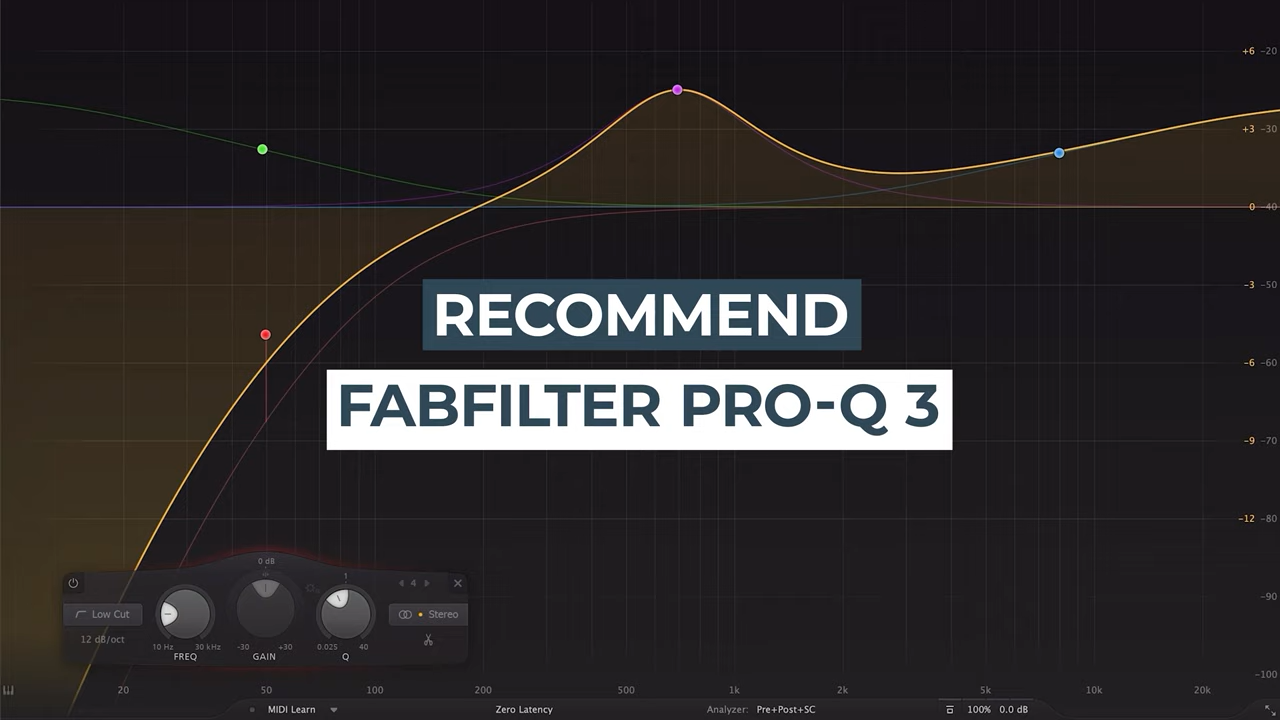 +6 -20
+3 -30
0 -40
-3 -50
-6 -60
-9 -70
-12 -80
-90
-100
RECOMMEND
FABFILTER PRO-Q 3
0 dB
1
4
Low Cut
12 dB/oct
10 Hz 30 kHz
FREQ
-30 +30
GAIN
0.025 40
Q
Stereo
20 50 100 200 500 1k 2k 5k 10k 20k
MIDI Learn Zero Latency Analyzer: Pre+Post+SC 100% 0.0 dB